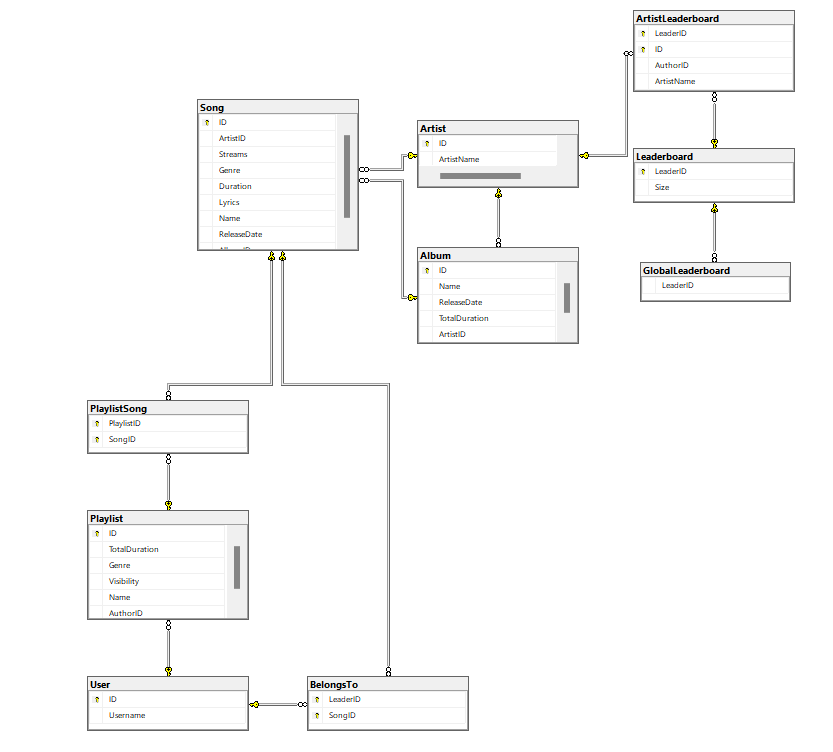 ArtistLeaderboard
LeaderID
ID
AuthorID
ArtistName
Song
ID
ArtistID
Streams
Genre
Duration
Lyrics
Name
ReleaseDate
Artist
ID
ArtistName
Leaderboard
LeaderID
Size
Album
ID
Name
ReleaseDate
TotalDuration
ArtistID
GlobalLeaderboard
LeaderID
PlaylistSong
PlaylistID
SongID
Playlist
ID
TotalDuration
Genre
Visibility
Name
AuthorID
User
ID
Username
BelongsTo
LeaderID
SongID